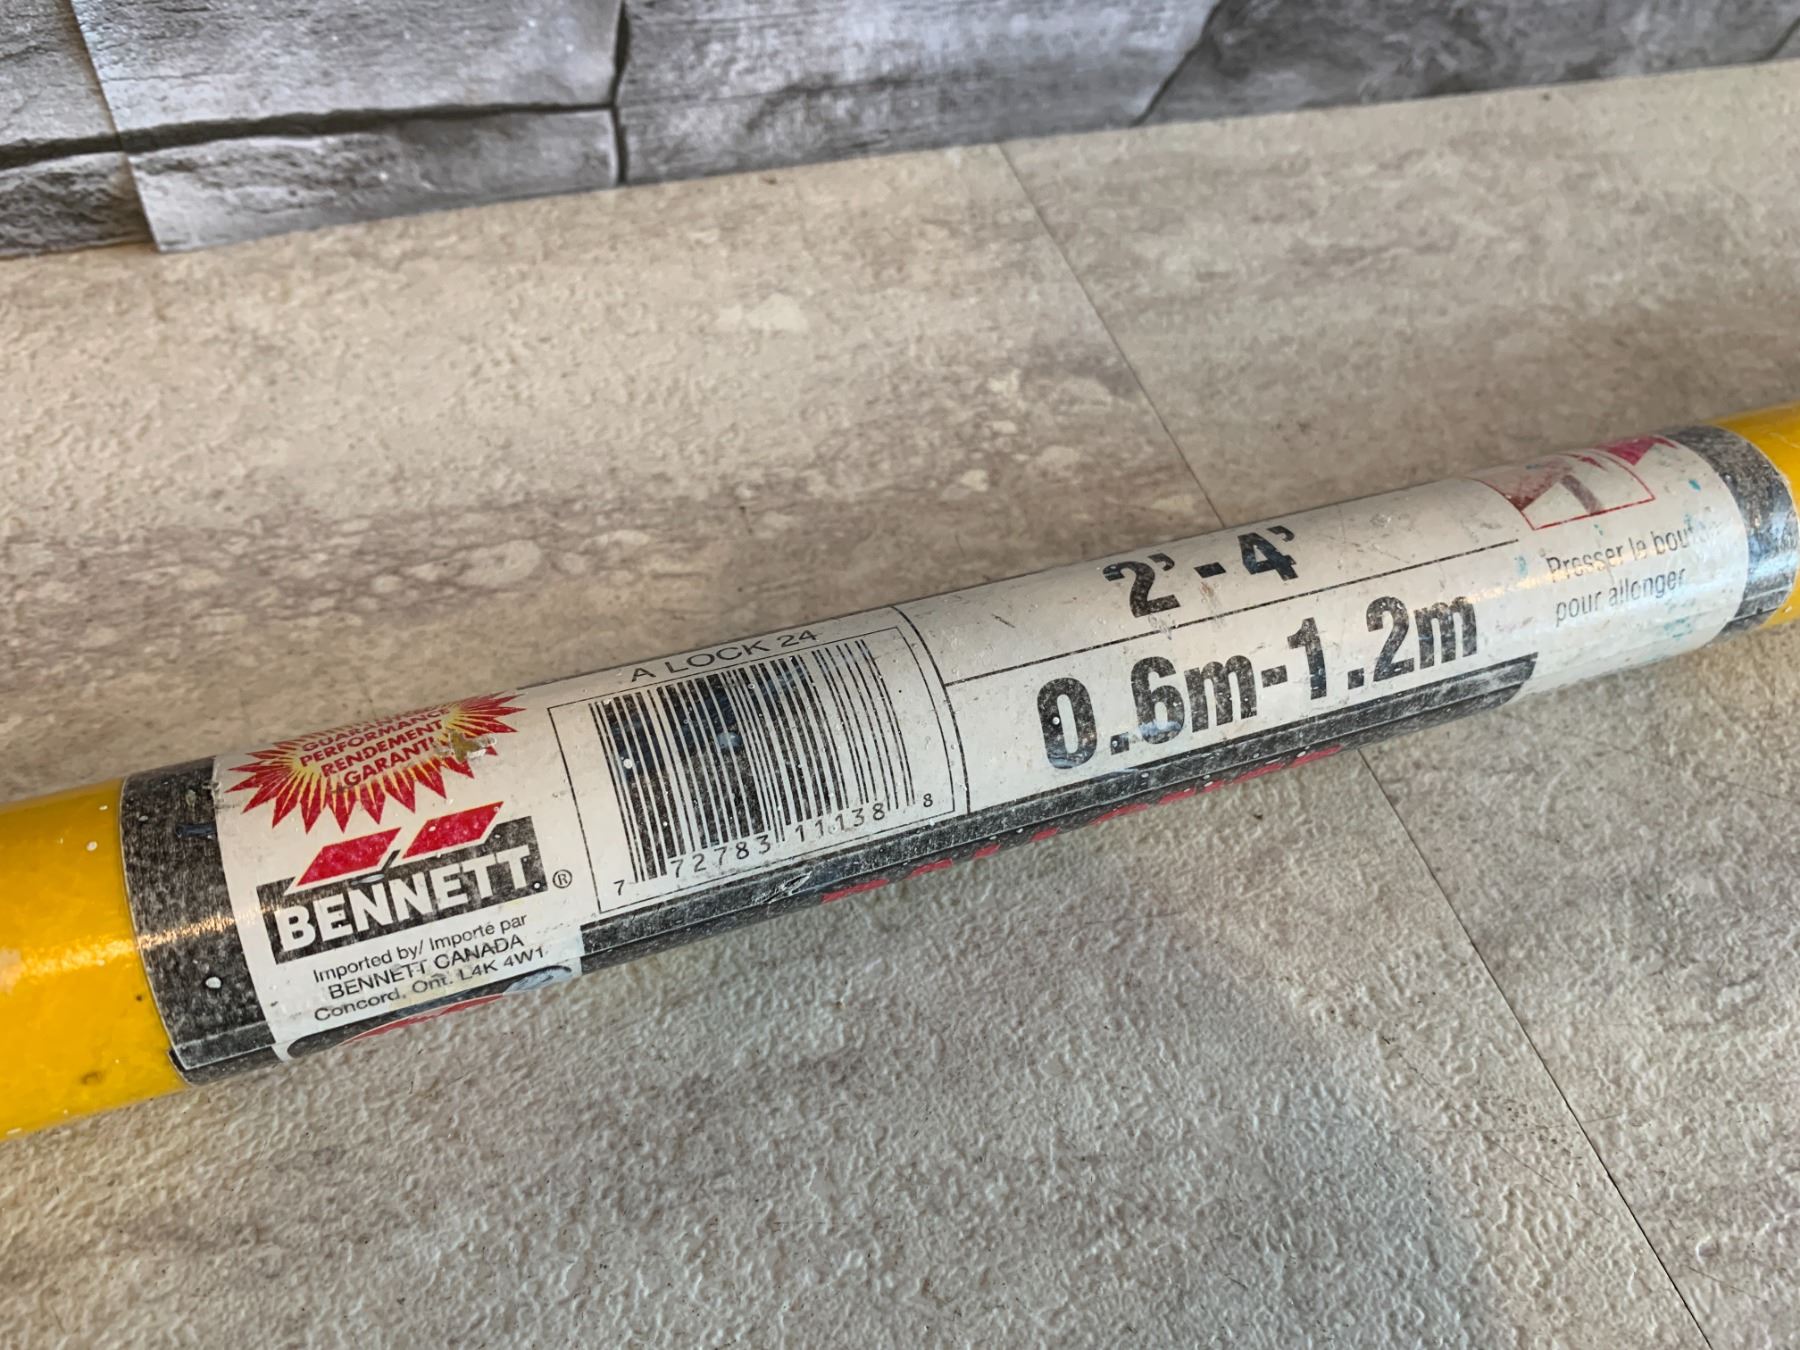 GUARANTEED
PERFORMANCE
RENDEMENT
GARANTI
BENNETT®
Imported by/ Importé par
BENNETT CANADA
Concord, Ont. L4K 4W1
A LOCK 24
7 72783 11138 8
2' - 4'
0.6m-1.2m
Presser le bouton
pour allonger